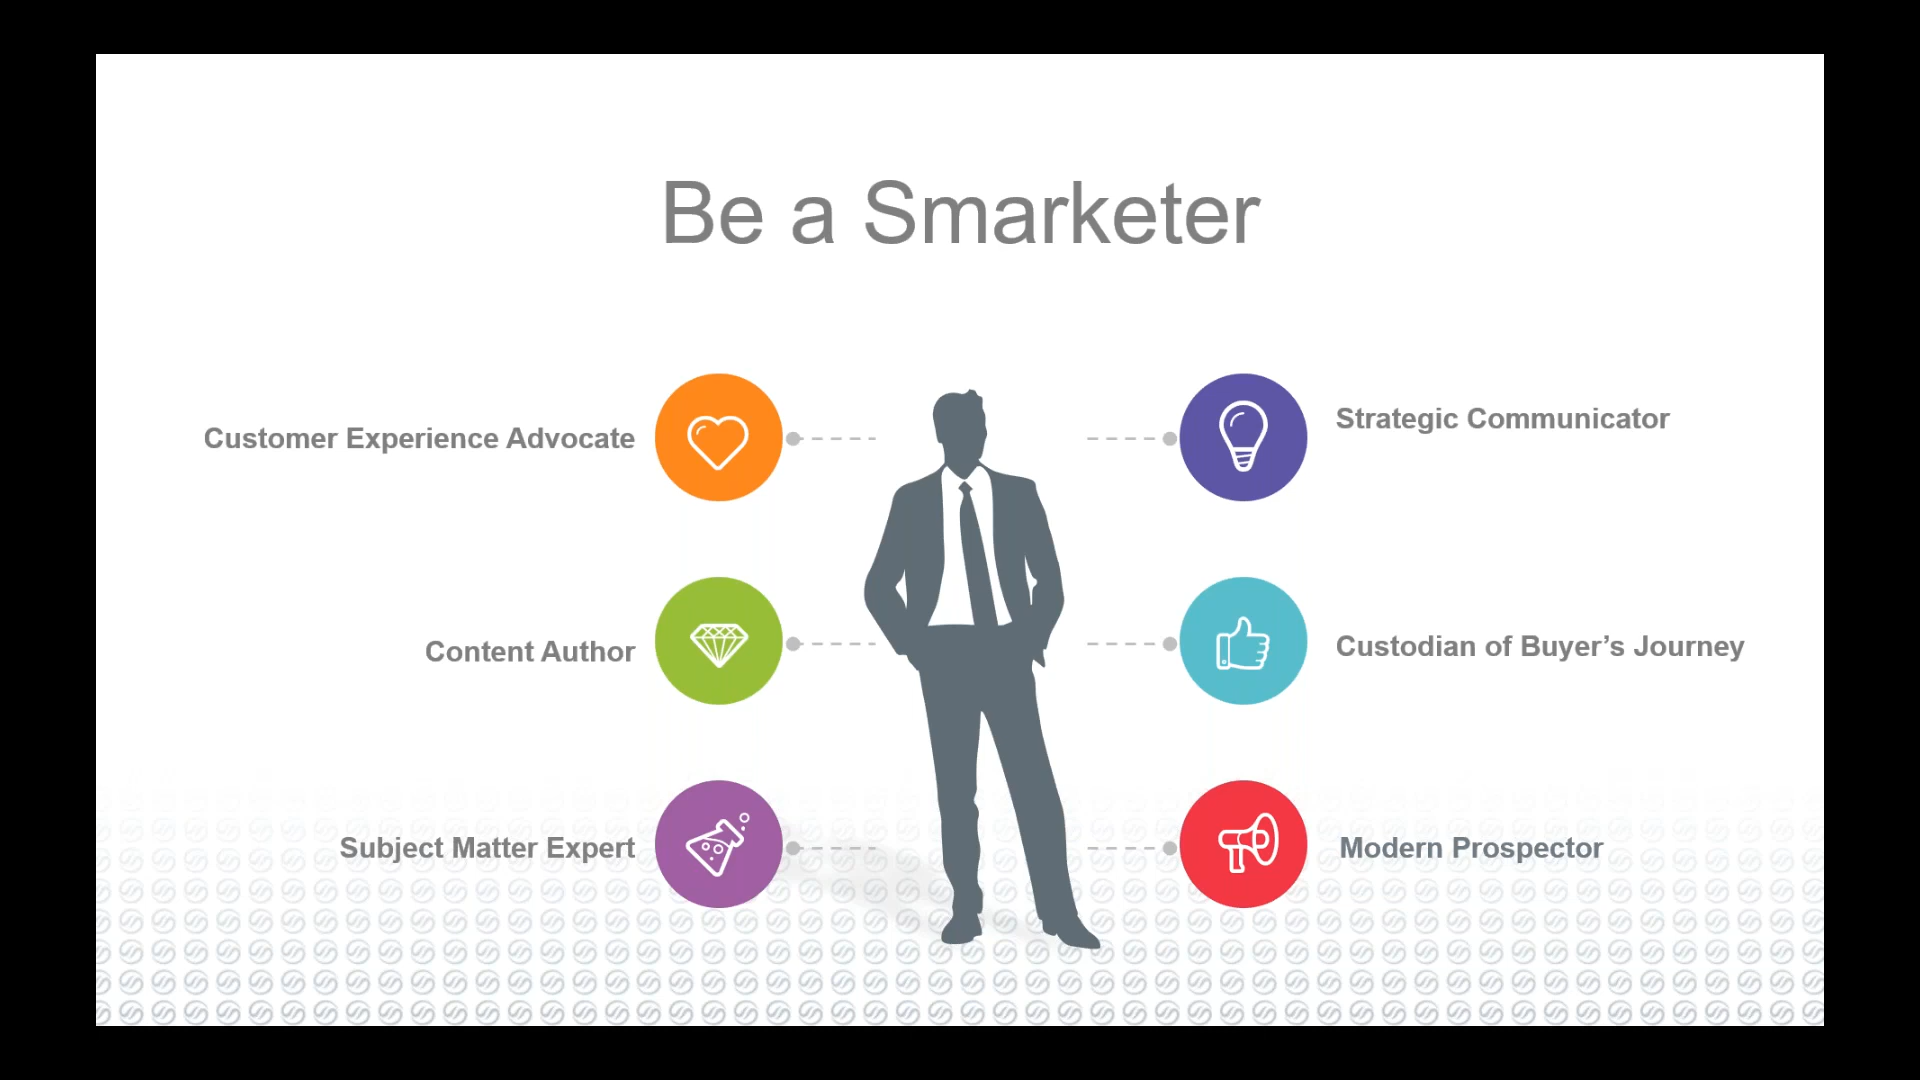 Be a Smarketer
Customer Experience Advocate
Strategic Communicator
Content Author
Custodian of Buyer’s Journey
Subject Matter Expert
Modern Prospector